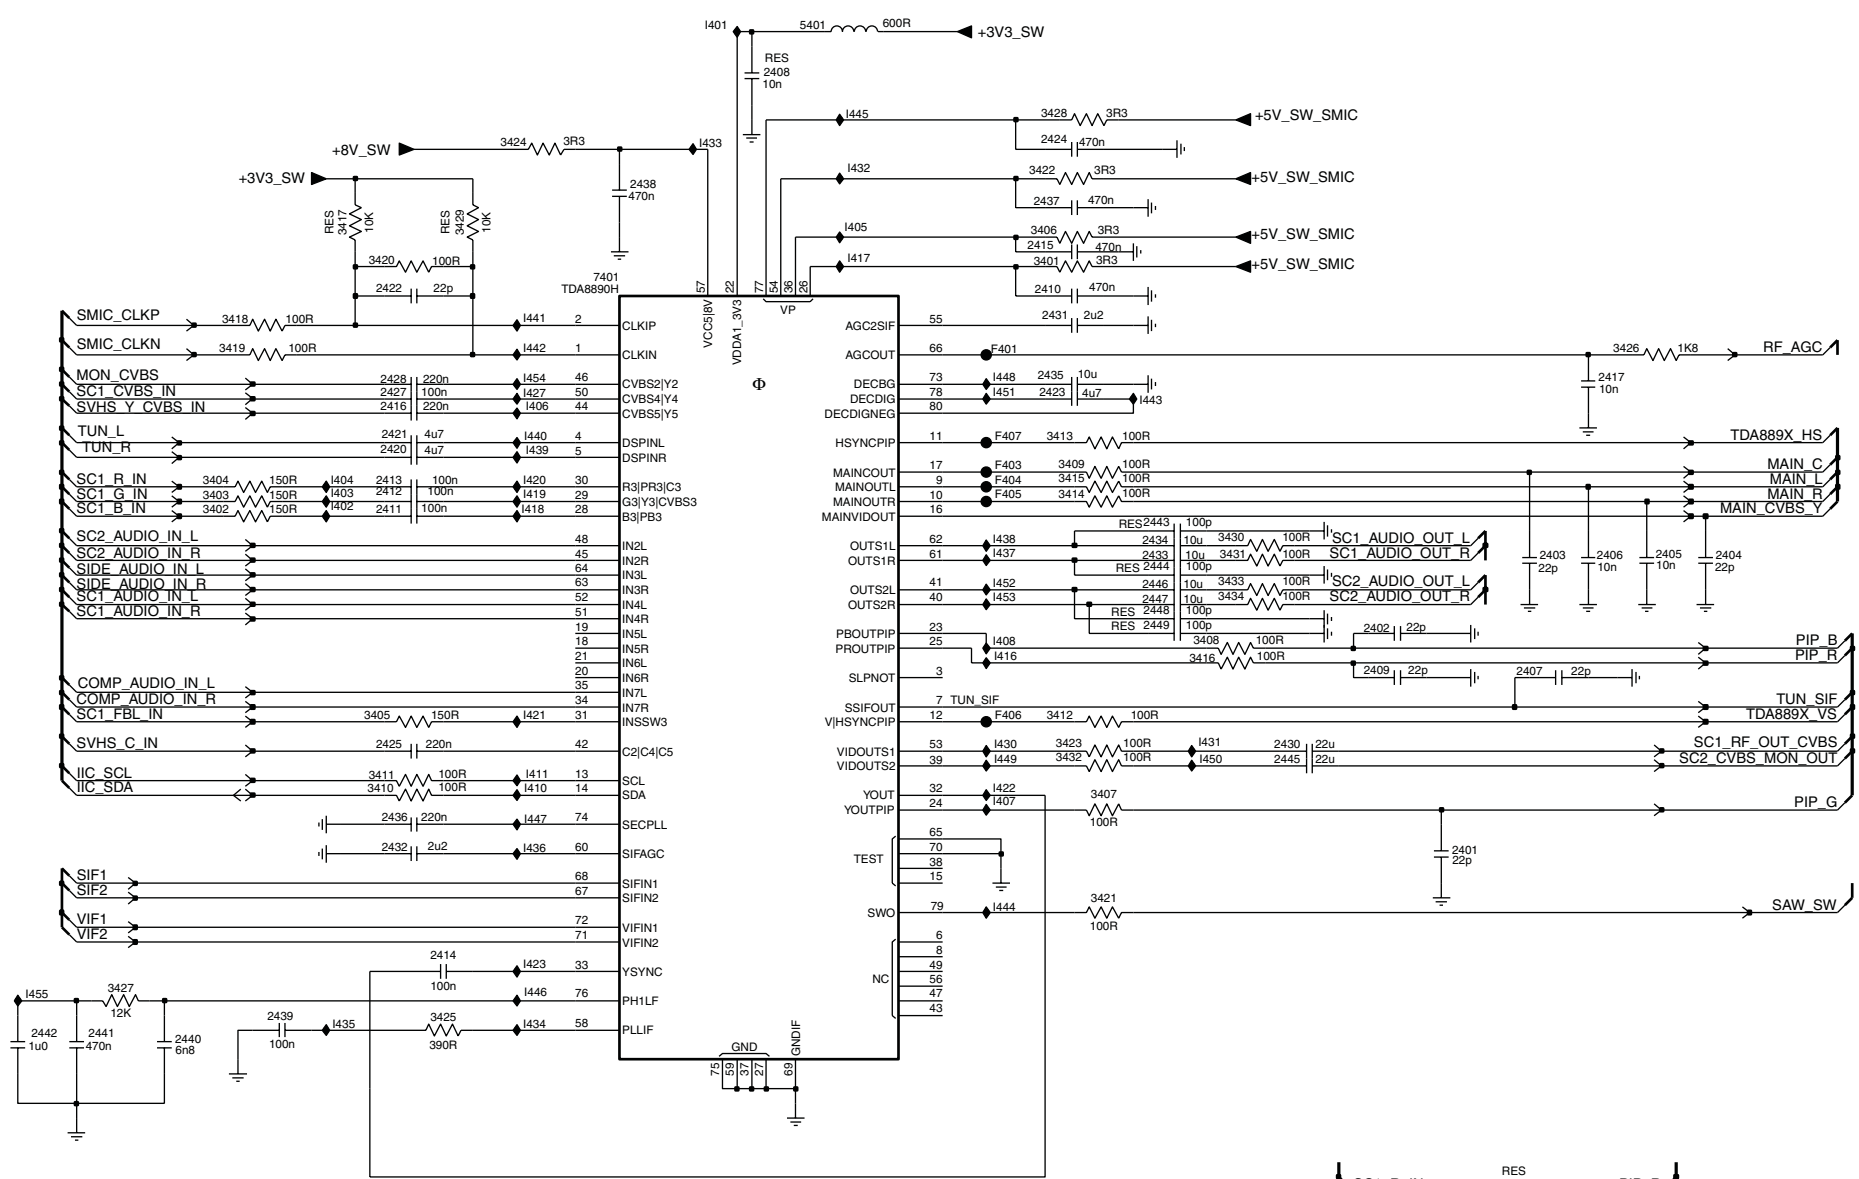 I401 5401 600R +3V3_SW
RES
2408
10n
I445 3428 3R3 +5V_SW_SMIC
2424 470n
+8V_SW 3424 3R3 I433
+3V3_SW
2438
470n
I432 3422 3R3 +5V_SW_SMIC
2437 470n
RES 3417 10K
RES 3429 10K
I405 3406 3R3 +5V_SW_SMIC
2415 470n
I417 3401 3R3 +5V_SW_SMIC
2410 470n
3420 100R
2422 22p
7401
TDA8890H
57 VCC5|8V
22 VDDA1_3V3
77 54 36 26
VP
Φ
SMIC_CLKP 3418 100R I441 2 CLKIP
SMIC_CLKN 3419 100R I442 1 CLKIN
MON_CVBS 2428 220n I454 46 CVBS2|Y2
SC1_CVBS_IN 2427 100n I427 50 CVBS4|Y4
SVHS_Y_CVBS_IN 2416 220n I406 44 CVBS5|Y5
TUN_L 2421 4u7 I440 4 DSPINL
TUN_R 2420 4u7 I439 5 DSPINR
SC1_R_IN 3404 150R I404 2413 100n I420 30 R3|PR3|C3
SC1_G_IN 3403 150R I403 2412 100n I419 29 G3|Y3|CVBS3
SC1_B_IN 3402 150R I402 2411 100n I418 28 B3|PB3
SC2_AUDIO_IN_L 48 IN2L
SC2_AUDIO_IN_R 45 IN2R
SIDE_AUDIO_IN_L 64 IN3L
SIDE_AUDIO_IN_R 63 IN3R
SC1_AUDIO_IN_L 52 IN4L
SC1_AUDIO_IN_R 51 IN4R
19 IN5L
18 IN5R
21 IN6L
20 IN6R
COMP_AUDIO_IN_L 35 IN7L
COMP_AUDIO_IN_R 34 IN7R
SC1_FBL_IN 3405 150R I421 31 INSSW3
SVHS_C_IN 2425 220n 42 C2|C4|C5
IIC_SCL 3411 100R I411 13 SCL
IIC_SDA 3410 100R I410 14 SDA
2436 220n I447 74 SECPLL
2432 2u2 I436 60 SIFAGC
SIF1 68 SIFIN1
SIF2 67 SIFIN2
VIF1 72 VIFIN1
VIF2 71 VIFIN2
2414 100n I423 33 YSYNC
I455 3427 12K I446 76 PH1LF
2439 100n I435 3425 390R I434 58 PLLIF
2442 1u0
2441 470n
2440 6n8
GND
75 59 37 27
GNDIF 69
AGC2SIF 55 2431 2u2
AGCOUT 66 F401 3426 1K8 RF_AGC
2417
10n
DECBG 73 I448 2435 10u
DECDIG 78 I451 2423 4u7 I443
DECDIGNEG 80
HSYNCPIP 11 F407 3413 100R TDA889X_HS
MAINCOUT 17 F403 3409 100R MAIN_C
MAINOUTL 9 F404 3415 100R MAIN_L
MAINOUTR 10 F405 3414 100R MAIN_R
MAINVIDOUT 16 MAIN_CVBS_Y
RES 2443 100p
OUTS1L 62 I438 2434 10u 3430 100R SC1_AUDIO_OUT_L
OUTS1R 61 I437 2433 10u 3431 100R SC1_AUDIO_OUT_R
RES 2444 100p
OUTS2L 41 I452 2446 10u 3433 100R SC2_AUDIO_OUT_L
OUTS2R 40 I453 2447 10u 3434 100R SC2_AUDIO_OUT_R
RES 2448 100p
RES 2449 100p
2403 22p
2406 10n
2405 10n
2404 22p
PBOUTPIP 23 I408 3408 100R 2402 22p PIP_B
PROUTPIP 25 I416 3416 100R PIP_R
2409 22p 2407 22p
SLPNOT 3
SSIFOUT 7 TUN_SIF TUN_SIF
V|HSYNCPIP 12 F406 3412 100R TDA889X_VS
VIDOUTS1 53 I430 3423 100R I431 2430 22u SC1_RF_OUT_CVBS
VIDOUTS2 39 I449 3432 100R I450 2445 22u SC2_CVBS_MON_OUT
YOUT 32 I422
YOUTPIP 24 I407 3407 100R PIP_G
2401
22p
TEST 65 70 38 15
SWO 79 I444 3421 100R SAW_SW
NC 6 8 49 56 47 43
RES